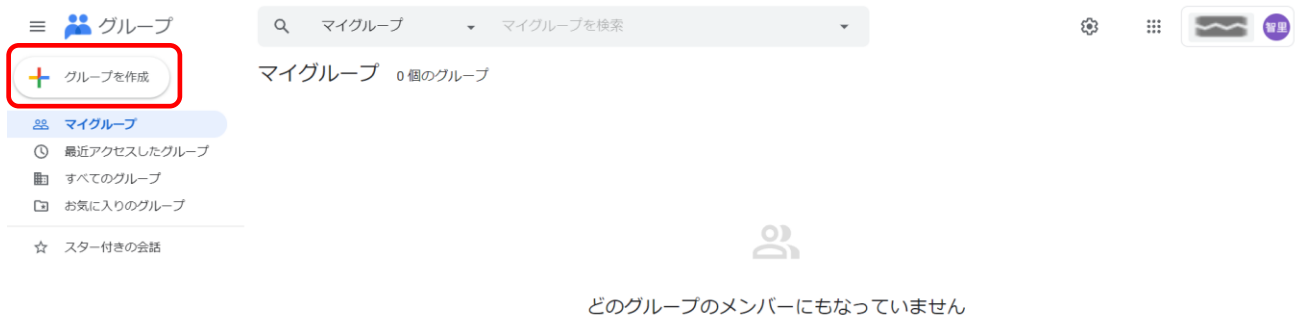 グループ
マイグループ マイグループを検索
智里
グループを作成
マイグループ 0 個のグループ
マイグループ
最近アクセスしたグループ
すべてのグループ
お気に入りのグループ
スター付きの会話
どのグループのメンバーにもなっていません